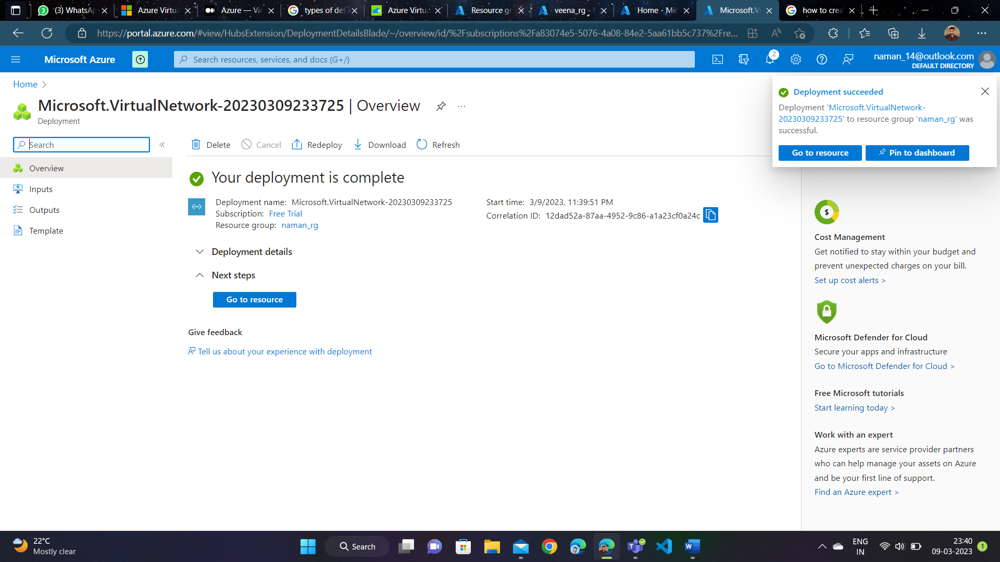 (3) WhatsAp
Azure Virtua
Azure — Vir
types of def
Azure Virtua
Resource gr
veena_rg -
Home - Mic
Microsoft.Vi
how to crea
https://portal.azure.com/#view/HubsExtension/DeploymentDetailsBlade/~/overview/id/%2Fsubscriptions%2Fa83074e5-5076-4a08-84e2-5aa61bb5c737%2Fre...
Microsoft Azure
Search resources, services, and docs (G+/)
2
naman_14@outlook.com
DEFAULT DIRECTORY
Home
Microsoft.VirtualNetwork-20230309233725 | Overview
Deployment
Search
Delete
Cancel
Redeploy
Download
Refresh
Overview
Inputs
Outputs
Template
Your deployment is complete
Deployment name: Microsoft.VirtualNetwork-20230309233725
Subscription: Free Trial
Resource group: naman_rg
Start time: 3/9/2023, 11:39:51 PM
Correlation ID: 12dad52a-87aa-4952-9c86-a1a23cf0a24c
Deployment details
Next steps
Go to resource
Give feedback
Tell us about your experience with deployment
Deployment succeeded
Deployment 'Microsoft.VirtualNetwork-
20230309233725' to resource group 'naman_rg' was
successful.
Go to resource
Pin to dashboard
$
Cost Management
Get notified to stay within your budget and
prevent unexpected charges on your bill.
Set up cost alerts >
Microsoft Defender for Cloud
Secure your apps and infrastructure
Go to Microsoft Defender for Cloud >
Free Microsoft tutorials
Start learning today >
Work with an expert
Azure experts are service provider partners
who can help manage your assets on Azure
and be your first line of support.
Find an Azure expert >
22°C
Mostly clear
Search
ENG
IN
23:40
09-03-2023
1